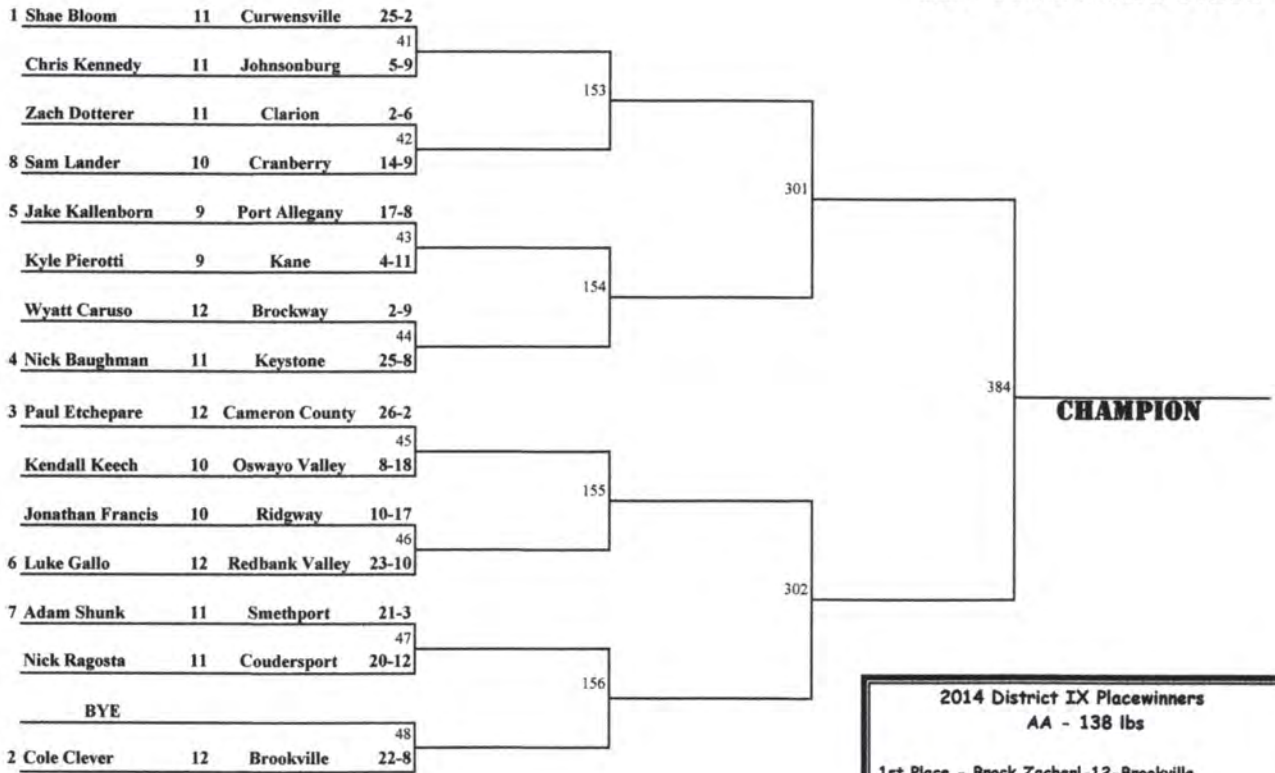 1 Shae Bloom 11 Curwensville 25-2
41
Chris Kennedy 11 Johnsonburg 5-9
153
Zach Dotterer 11 Clarion 2-6
42
8 Sam Lander 10 Cranberry 14-9
301
5 Jake Kallenborn 9 Port Allegany 17-8
43
Kyle Pierotti 9 Kane 4-11
154
Wyatt Caruso 12 Brockway 2-9
44
4 Nick Baughman 11 Keystone 25-8
384
CHAMPION
3 Paul Etchepare 12 Cameron County 26-2
45
Kendall Keech 10 Oswayo Valley 8-18
155
Jonathan Francis 10 Ridgway 10-17
46
6 Luke Gallo 12 Redbank Valley 23-10
302
7 Adam Shunk 11 Smethport 21-3
47
Nick Ragosta 11 Coudersport 20-12
156
BYE
48
2 Cole Clever 12 Brookville 22-8
2014 District IX Placewinners
AA - 138 lbs
1st Place - Brock Zacherl-12-Brookville